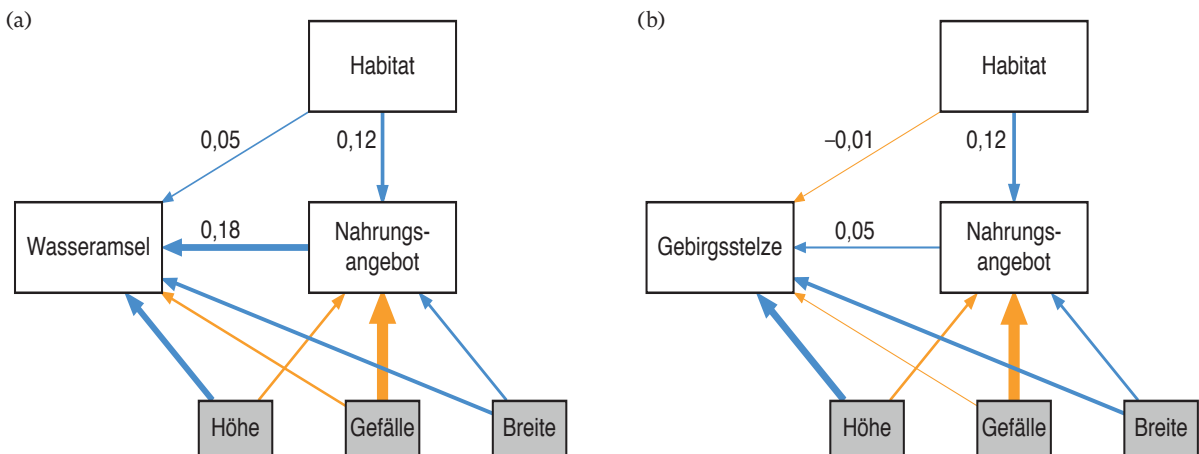 (a)
Habitat
0,05
0,12
Wasseramsel
0,18
Nahrungs-
angebot
Höhe
Gefälle
Breite
(b)
Habitat
–0,01
0,12
Gebirgsstelze
0,05
Nahrungs-
angebot
Höhe
Gefälle
Breite